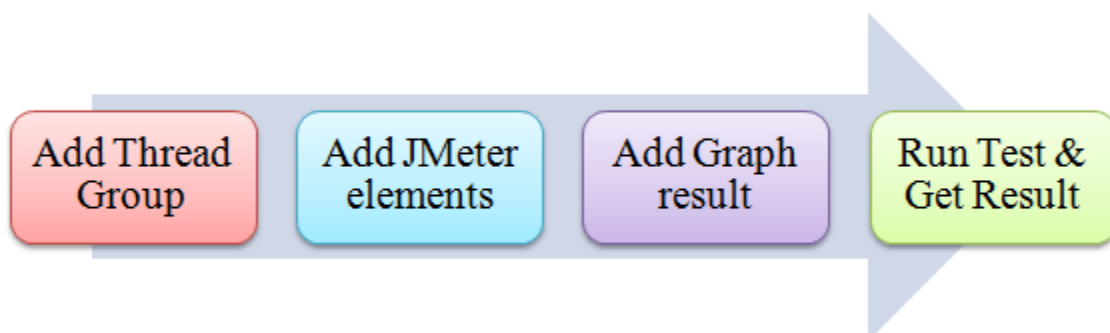 Add Thread
Group
Add JMeter
elements
Add Graph
result
Run Test &
Get Result